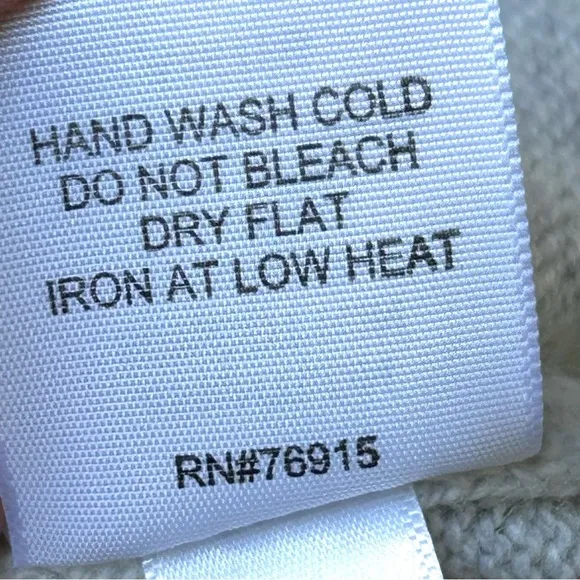 HAND WASH COLD
DO NOT BLEACH
DRY FLAT
IRON AT LOW HEAT
RN#76915